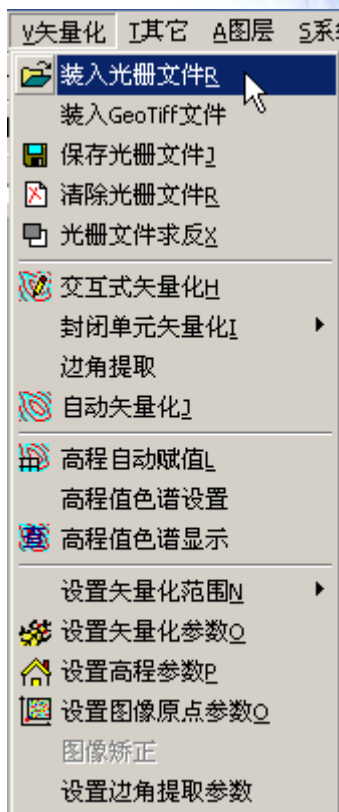 V矢量化 I其它 A图层 S系
装入光栅文件R
装入GeoTiff文件
保存光栅文件J
清除光栅文件R
光栅文件求反X
交互式矢量化H
封闭单元矢量化I
边角提取
自动矢量化J
高程自动赋值L
高程值色谱设置
高程值色谱显示
设置矢量化范围N
设置矢量化参数O
设置高程参数P
设置图像原点参数Q
图像矫正
设置边角提取参数